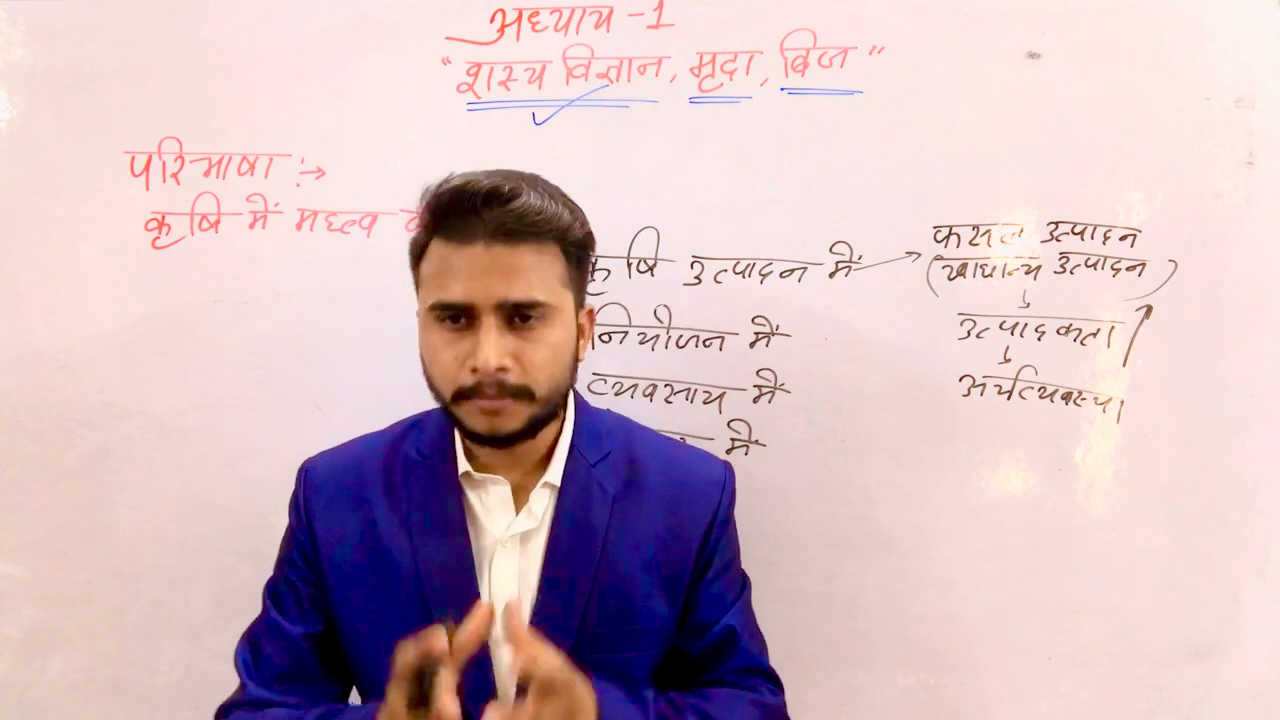 अध्याय -1
"शस्य विज्ञान, मृदा, बिज"
परिभाषा :→
कृषि में महत्व
कृषि उत्पादन में →
नियोजन में
व्यवसाय में
में
फसल उत्पादन
(खाद्यान्य उत्पादन)
↓
उत्पादकता ↑
↓
अर्थव्यवस्था